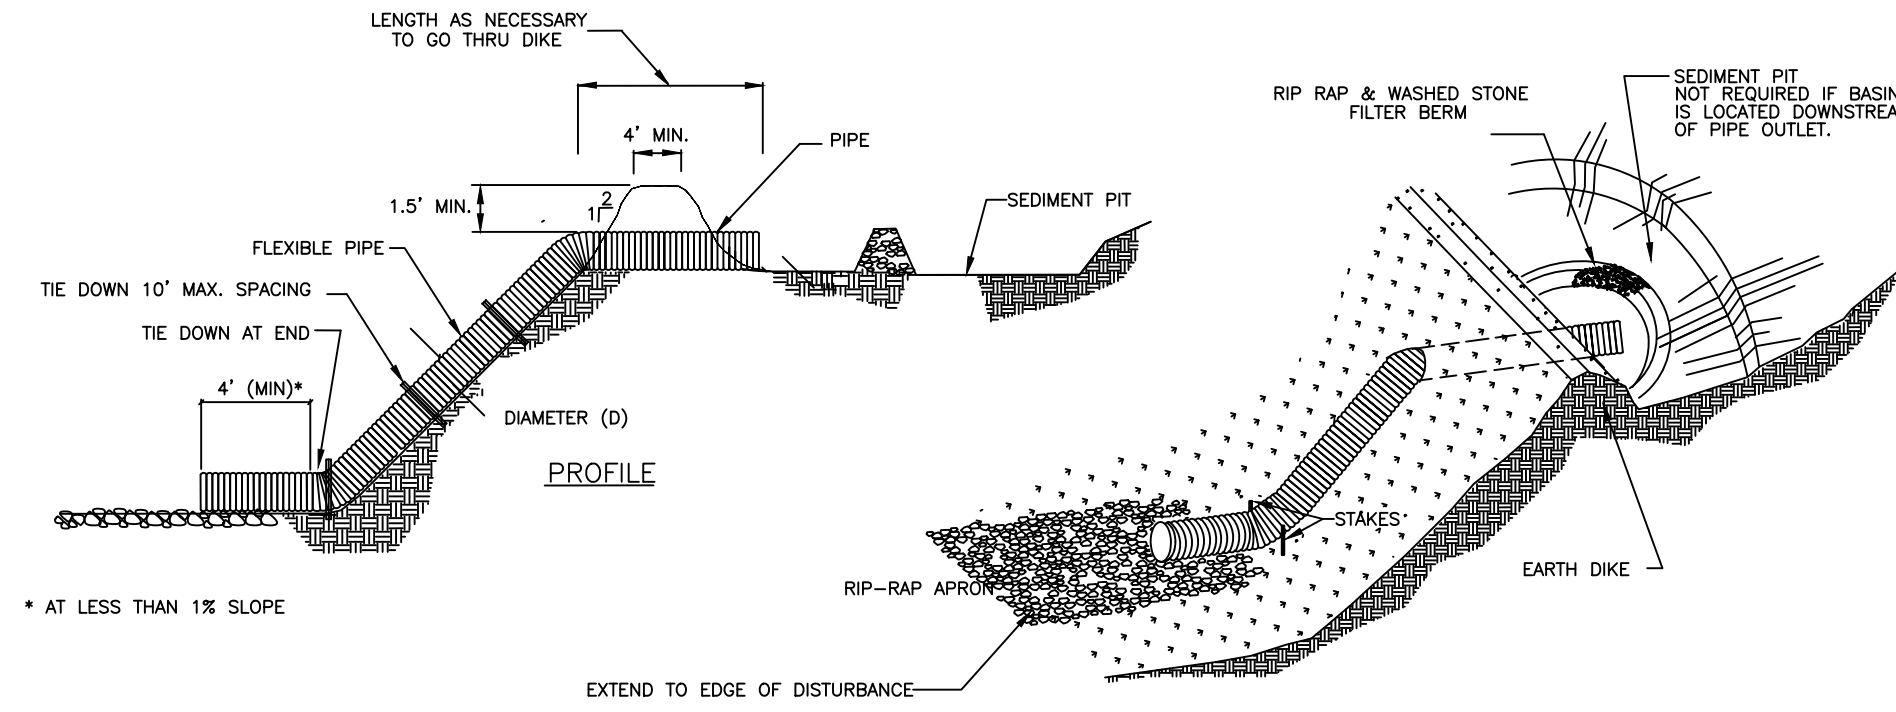 LENGTH AS NECESSARY
TO GO THRU DIKE
4' MIN.
PIPE
1.5' MIN.
2
1
SEDIMENT PIT
FLEXIBLE PIPE
TIE DOWN 10' MAX. SPACING
TIE DOWN AT END
4' (MIN)*
DIAMETER (D)
PROFILE
* AT LESS THAN 1% SLOPE
RIP RAP & WASHED STONE
FILTER BERM
SEDIMENT PIT
NOT REQUIRED IF BASIN
IS LOCATED DOWNSTREA
OF PIPE OUTLET.
STAKES
EARTH DIKE
RIP-RAP APRON
EXTEND TO EDGE OF DISTURBANCE